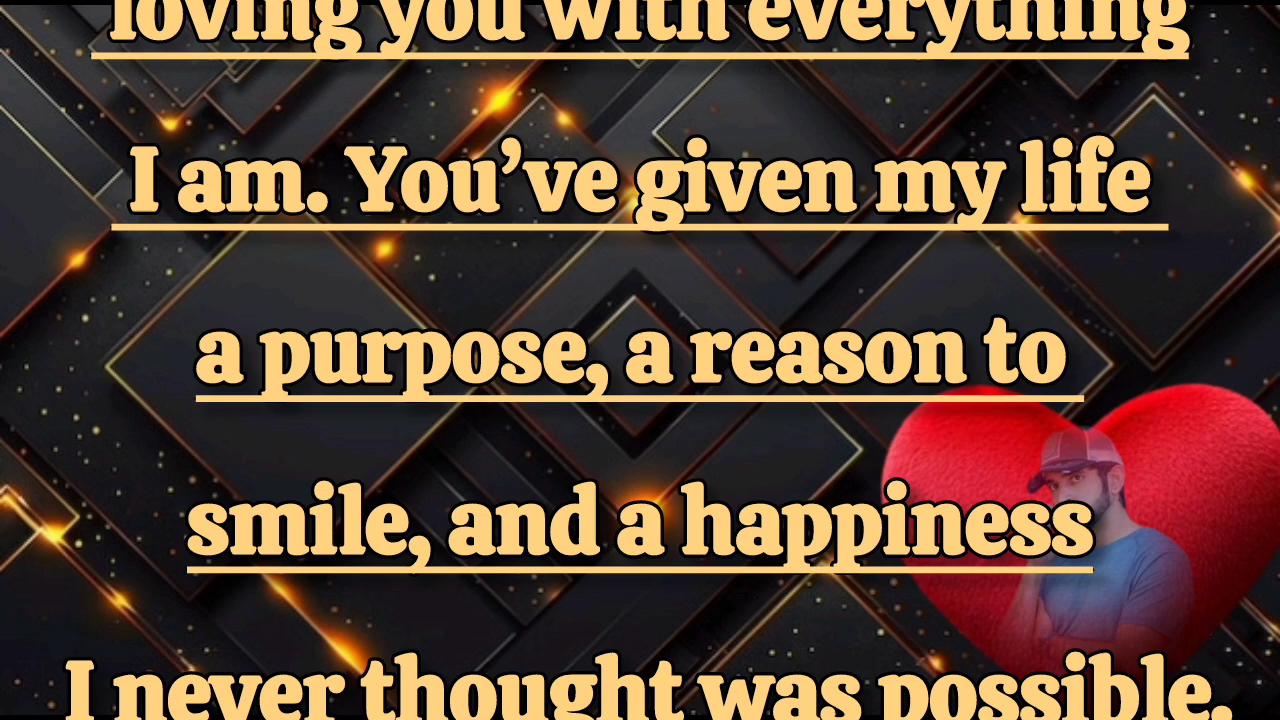 loving you with everything
I am. You’ve given my life
a purpose, a reason to
smile, and a happiness
I never thought was possible.